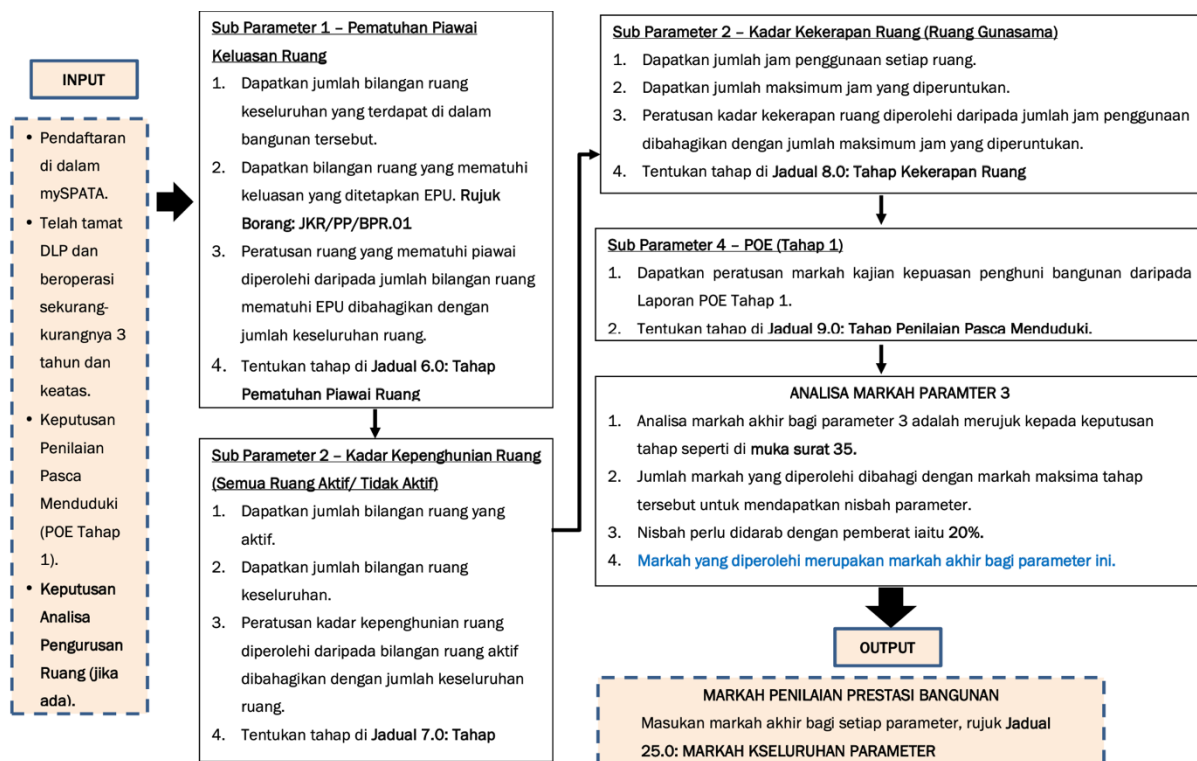 INPUT
• Pendaftaran
di dalam
mySPATA.
• Telah tamat
DLP dan
beroperasi
sekurang-
kurangnya 3
tahun dan
keatas.
• Keputusan
Penilaian
Pasca
Menduduki
(POE Tahap
1).
• Keputusan
Analisa
Pengurusan
Ruang (jika
ada).
Sub Parameter 1 – Pematuhan Piawai
Keluasan Ruang
1. Dapatkan jumlah bilangan ruang
keseluruhan yang terdapat di dalam
bangunan tersebut.
2. Dapatkan bilangan ruang yang mematuhi
keluasan yang ditetapkan EPU. Rujuk
Borang: JKR/PP/BPR.01
3. Peratusan ruang yang mematuhi piawai
diperolehi daripada jumlah bilangan ruang
mematuhi EPU dibahagikan dengan
jumlah keseluruhan ruang.
4. Tentukan tahap di Jadual 6.0: Tahap
Pematuhan Piawai Ruang
Sub Parameter 2 – Kadar Kepenghunian Ruang
(Semua Ruang Aktif/ Tidak Aktif)
1. Dapatkan jumlah bilangan ruang yang
aktif.
2. Dapatkan jumlah bilangan ruang
keseluruhan.
3. Peratusan kadar kepenghunian ruang
diperolehi daripada bilangan ruang aktif
dibahagikan dengan jumlah keseluruhan
ruang.
4. Tentukan tahap di Jadual 7.0: Tahap
Sub Parameter 2 – Kadar Kekerapan Ruang (Ruang Gunasama)
1. Dapatkan jumlah jam penggunaan setiap ruang.
2. Dapatkan jumlah maksimum jam yang diperuntukan.
3. Peratusan kadar kekerapan ruang diperolehi daripada jumlah jam penggunaan
dibahagikan dengan jumlah maksimum jam yang diperuntukan.
4. Tentukan tahap di Jadual 8.0: Tahap Kekerapan Ruang
Sub Parameter 4 – POE (Tahap 1)
1. Dapatkan peratusan markah kajian kepuasan penghuni bangunan daripada
Laporan POE Tahap 1.
2. Tentukan tahap di Jadual 9.0: Tahap Penilaian Pasca Menduduki.
ANALISA MARKAH PARAMTER 3
1. Analisa markah akhir bagi parameter 3 adalah merujuk kepada keputusan
tahap seperti di muka surat 35.
2. Jumlah markah yang diperolehi dibahagi dengan markah maksima tahap
tersebut untuk mendapatkan nisbah parameter.
3. Nisbah perlu didarab dengan pemberat iaitu 20%.
4. Markah yang diperolehi merupakan markah akhir bagi parameter ini.
OUTPUT
MARKAH PENILAIAN PRESTASI BANGUNAN
Masukan markah akhir bagi setiap parameter, rujuk Jadual
25.0: MARKAH KSELURUHAN PARAMETER